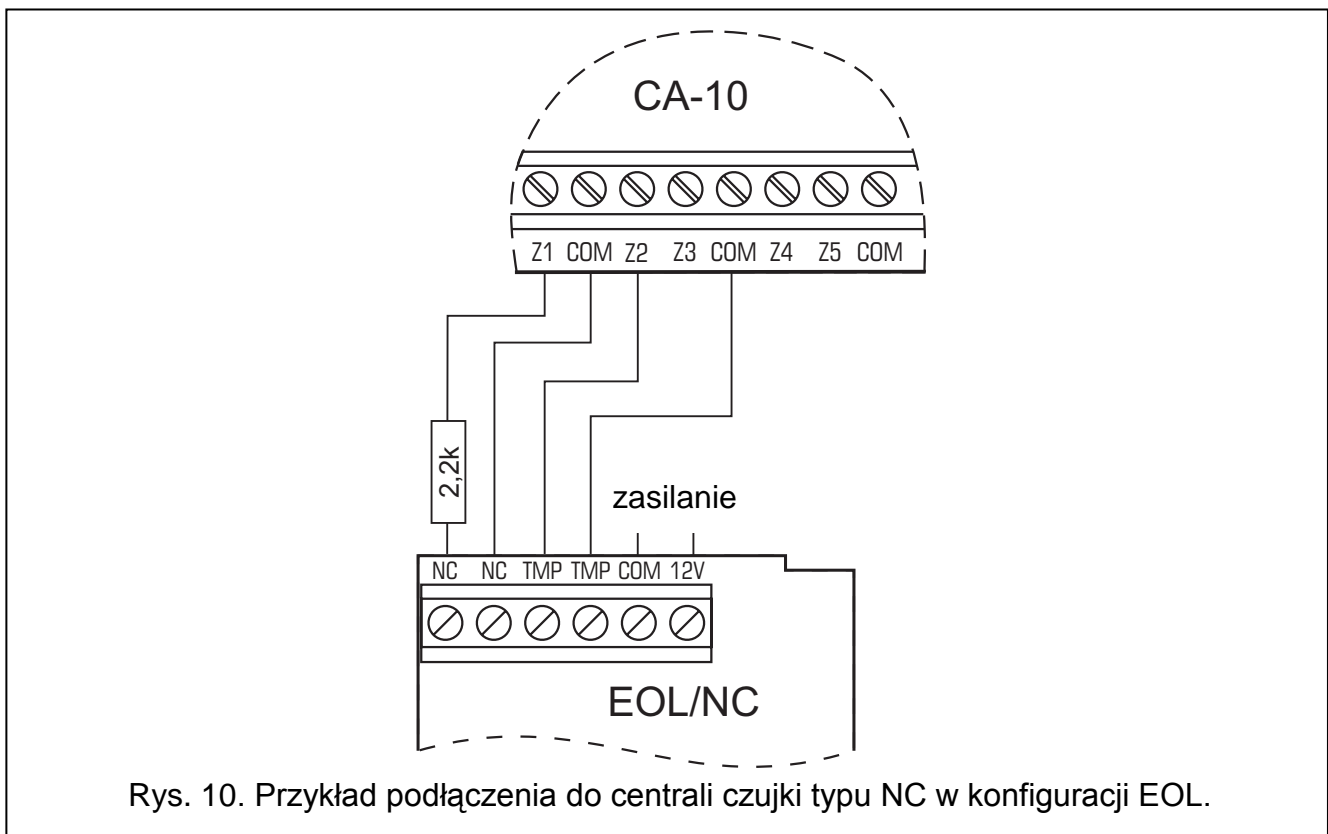 CA-10
Z1 COM Z2 Z3 COM Z4 Z5 COM
2,2k
zasilanie
NC NC TMP TMP COM 12V
EOL/NC
Rys. 10. Przykład podłączenia do centrali czujki typu NC w konfiguracji EOL.